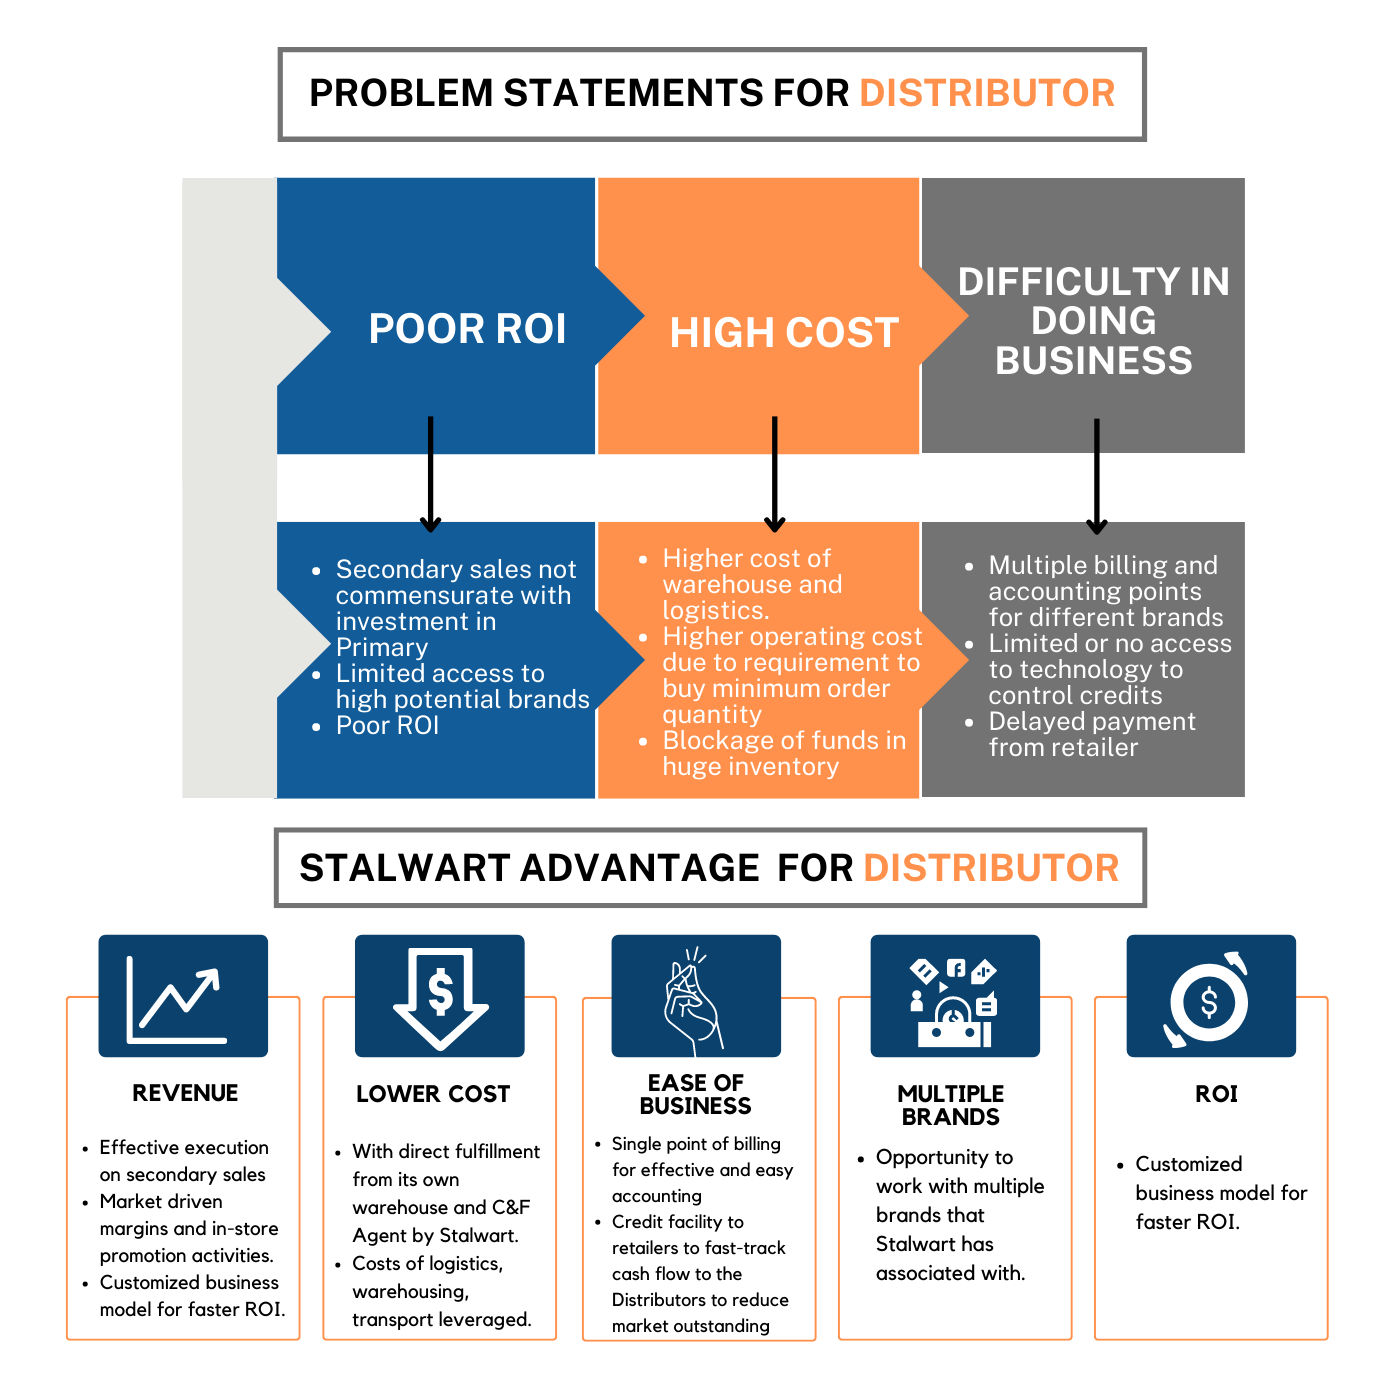 PROBLEM STATEMENTS FOR DISTRIBUTOR
POOR ROI
HIGH COST
DIFFICULTY IN
DOING
BUSINESS
• Secondary sales not
commensurate with
investment in
Primary
• Limited access to
high potential brands
• Poor ROI
• Higher cost of
warehouse and
logistics.
• Higher operating cost
due to requirement to
buy minimum order
quantity
• Blockage of funds in
huge inventory
• Multiple billing and
accounting points
for different brands
• Limited or no access
to technology to
control credits
• Delayed payment
from retailer
STALWART ADVANTAGE FOR DISTRIBUTOR
REVENUE
• Effective execution
on secondary sales
• Market driven
margins and in-store
promotion activities.
• Customized business
model for faster ROI.
$
LOWER COST
• With direct fulfillment
from its own
warehouse and C&F
Agent by Stalwart.
• Costs of logistics,
warehousing,
transport leveraged.
EASE OF
BUSINESS
• Single point of billing
for effective and easy
accounting
• Credit facility to
retailers to fast-track
cash flow to the
Distributors to reduce
market outstanding
f
MULTIPLE
BRANDS
• Opportunity to
work with multiple
brands that
Stalwart has
associated with.
$
ROI
• Customized
business model for
faster ROI.